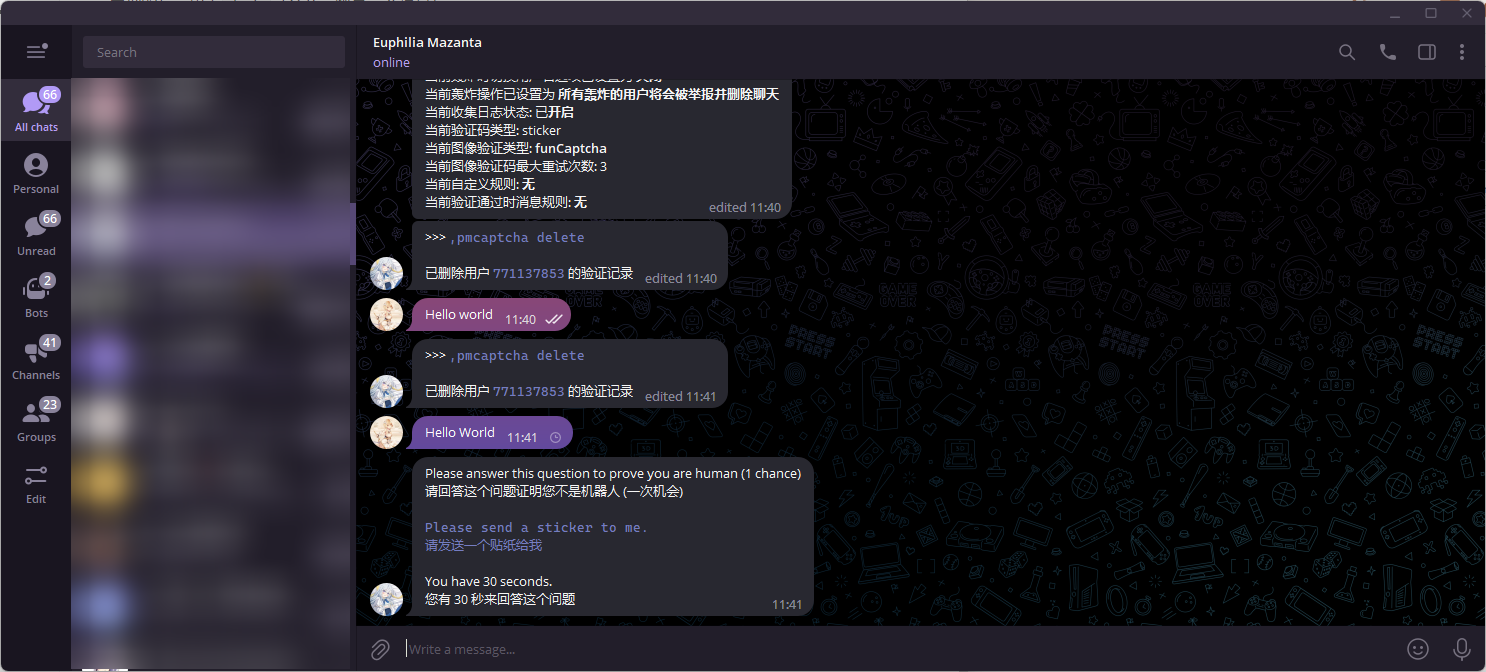 Search
66
All chats
Personal
66
Unread
2
Bots
41
Channels
23
Groups
Edit
Euphilia Mazanta
online
当前轰炸操作已设置为 所有轰炸的用户将会被举报并删除聊天
当前收集日志状态: 已开启
当前验证码类型: sticker
当前图像验证类型: funCaptcha
当前图像验证码最大重试次数: 3
当前自定义规则: 无
当前验证通过时消息规则: 无
edited 11:40
>>> ,pmcaptcha delete
已删除用户 771137853 的验证记录
edited 11:40
Hello world
11:40
>>> ,pmcaptcha delete
已删除用户 771137853 的验证记录
edited 11:41
Hello World
11:41
Please answer this question to prove you are human (1 chance)
请回答这个问题证明您不是机器人 (一次机会)
Please send a sticker to me.
请发送一个贴纸给我
You have 30 seconds.
您有 30 秒来回答这个问题
11:41
Write a message...
GAME OVER
PRESS START
PRESS START